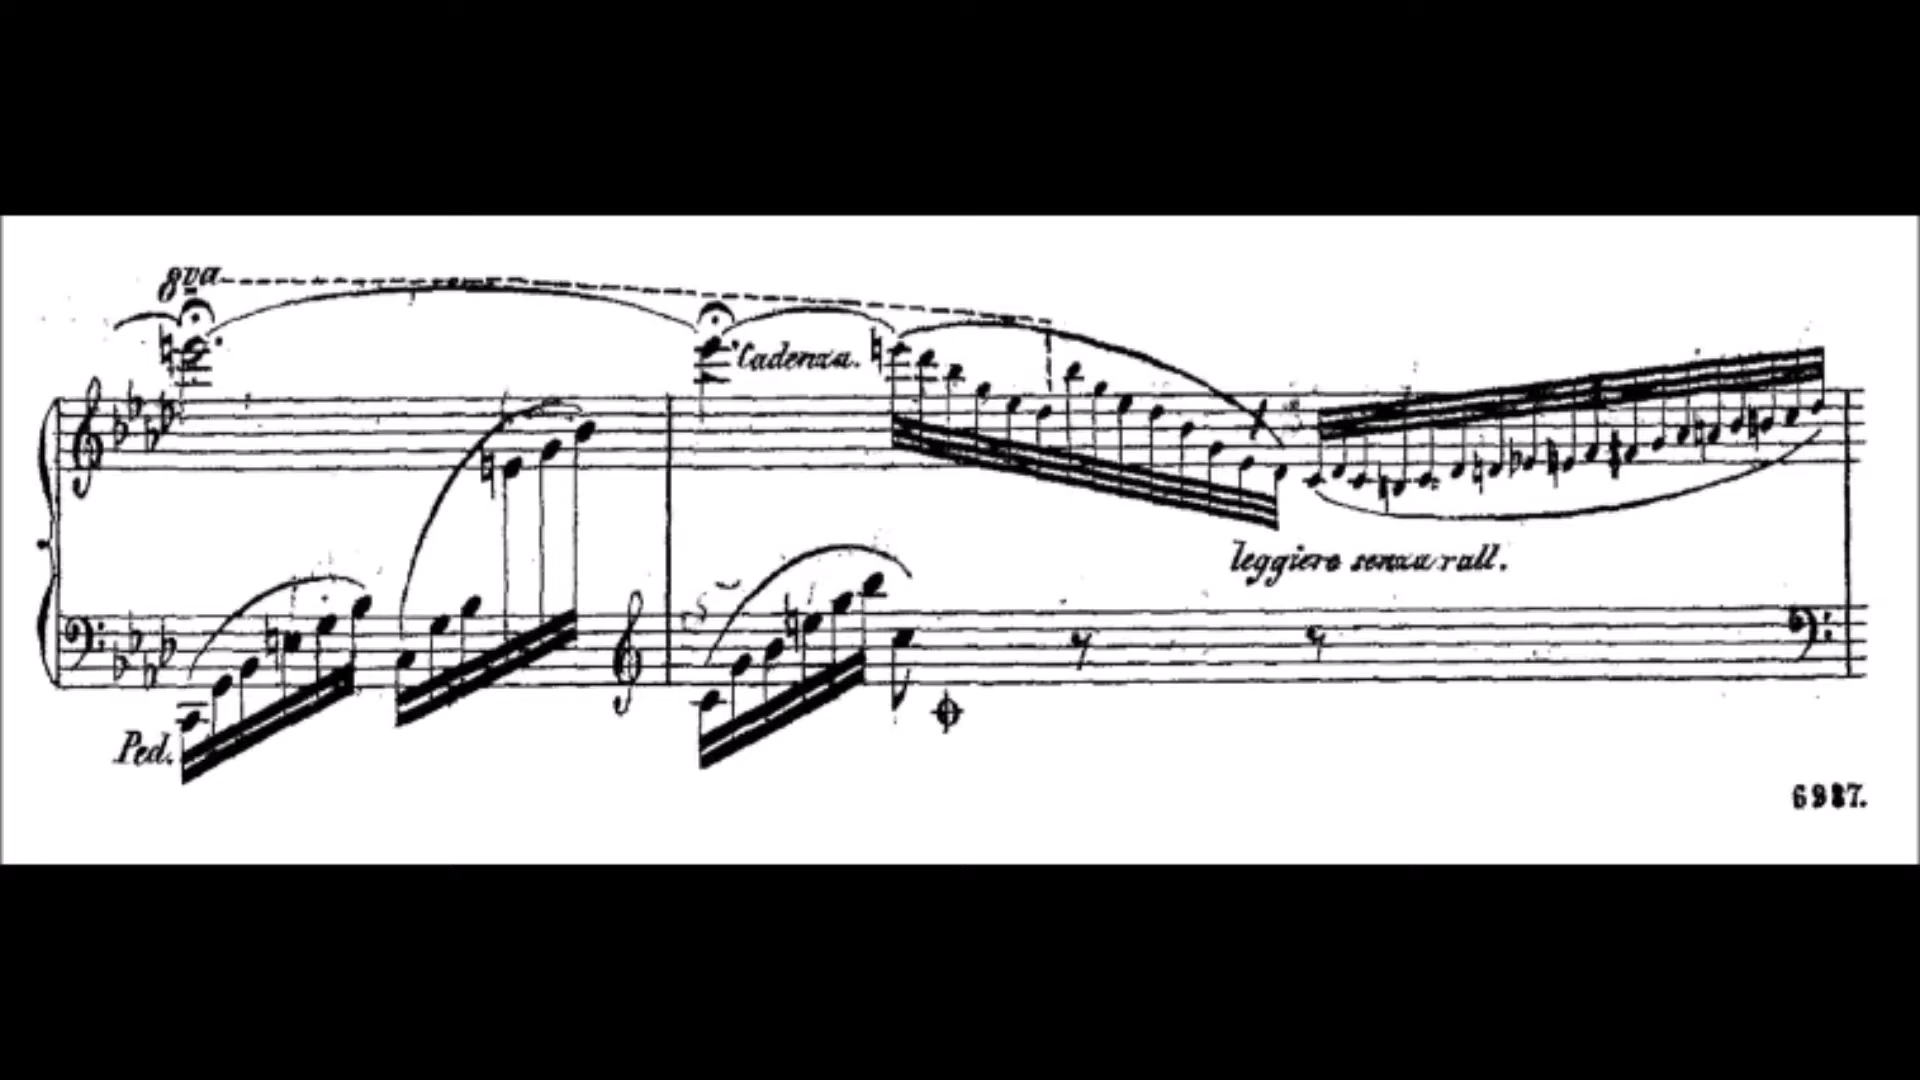 8va
Cadenza.
leggiero senza rall.
Ped.
6987.